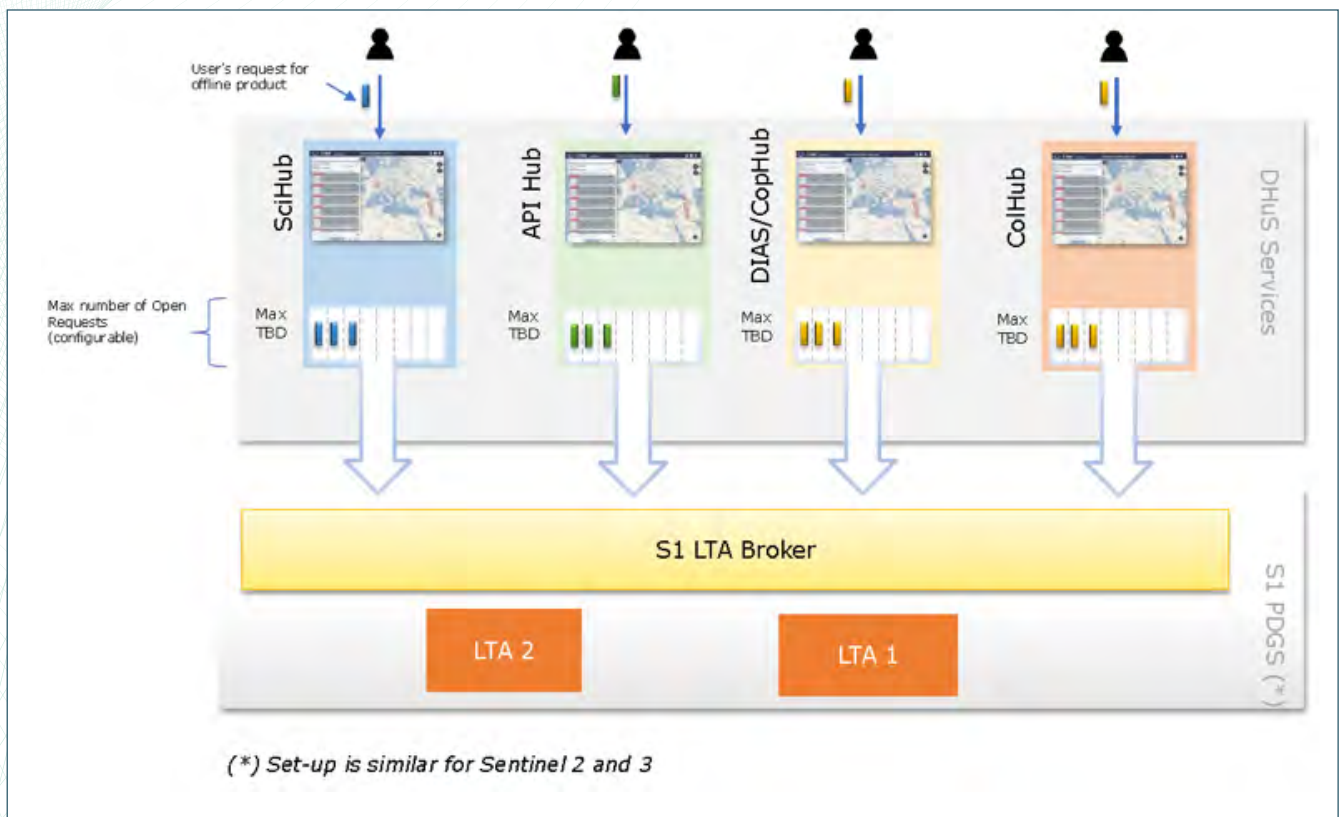 User's request for
offline product
SciHub
API Hub
DIAS/CopHub
ColHub
DHuS Services
Max number of Open
Requests
(configurable)
Max
TBD
Max
TBD
Max
TBD
Max
TBD
S1 LTA Broker
LTA 2
LTA 1
S1 PDGS (*)
(*) Set-up is similar for Sentinel 2 and 3